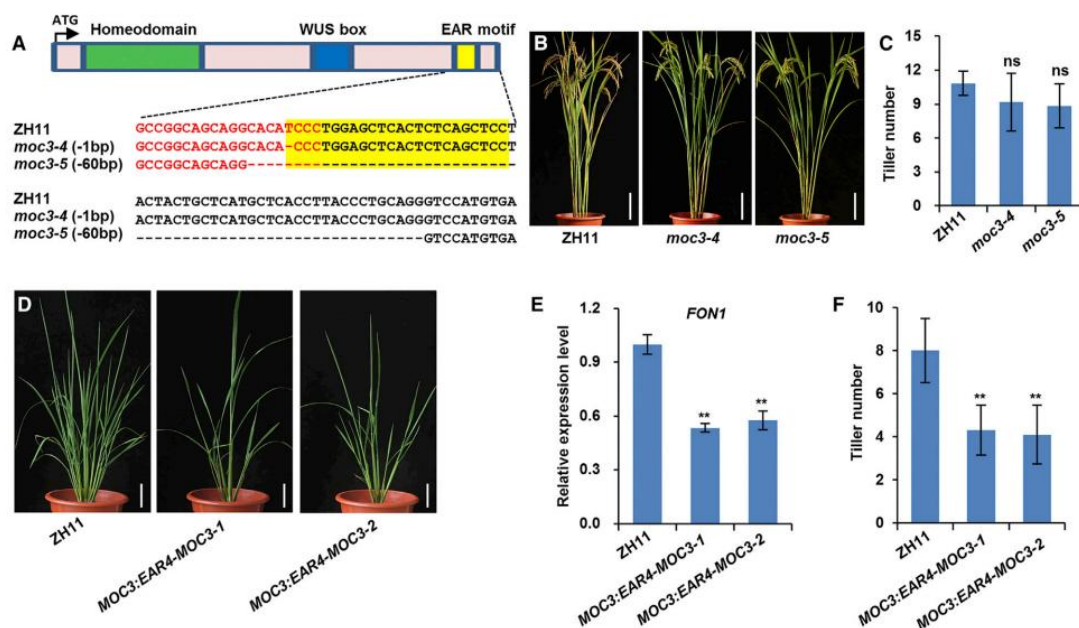 A
ATG
Homeodomain
WUS box
EAR motif
ZH11
GCCGGCAGCAGGCACATCCCTGGAGCTCACTCTCAGCTCCT
moc3-4 (-1bp)
GCCGGCAGCAGGCACA-CCCTGGAGCTCACTCTCAGCTCCT
moc3-5 (-60bp)
GCCGGCAGCAGG-----------------------------
ZH11
ACTACTGCTCATGCTCACCTTACCCTGCAGGGTCCATGTGA
moc3-4 (-1bp)
ACTACTGCTCATGCTCACCTTACCCTGCAGGGTCCATGTGA
moc3-5 (-60bp)
-------------------------------GTCCATGTGA
B
ZH11
moc3-4
moc3-5
C
Tiller number
15
12
9
6
3
0
ns
ns
ZH11
moc3-4
moc3-5
D
ZH11
MOC3:EAR4-MOC3-1
MOC3:EAR4-MOC3-2
E
FON1
Relative expression level
1.2
0.9
0.6
0.3
0.0
**
**
ZH11
MOC3:EAR4-MOC3-1
MOC3:EAR4-MOC3-2
F
Tiller number
10
8
6
4
2
0
**
**
ZH11
MOC3:EAR4-MOC3-1
MOC3:EAR4-MOC3-2